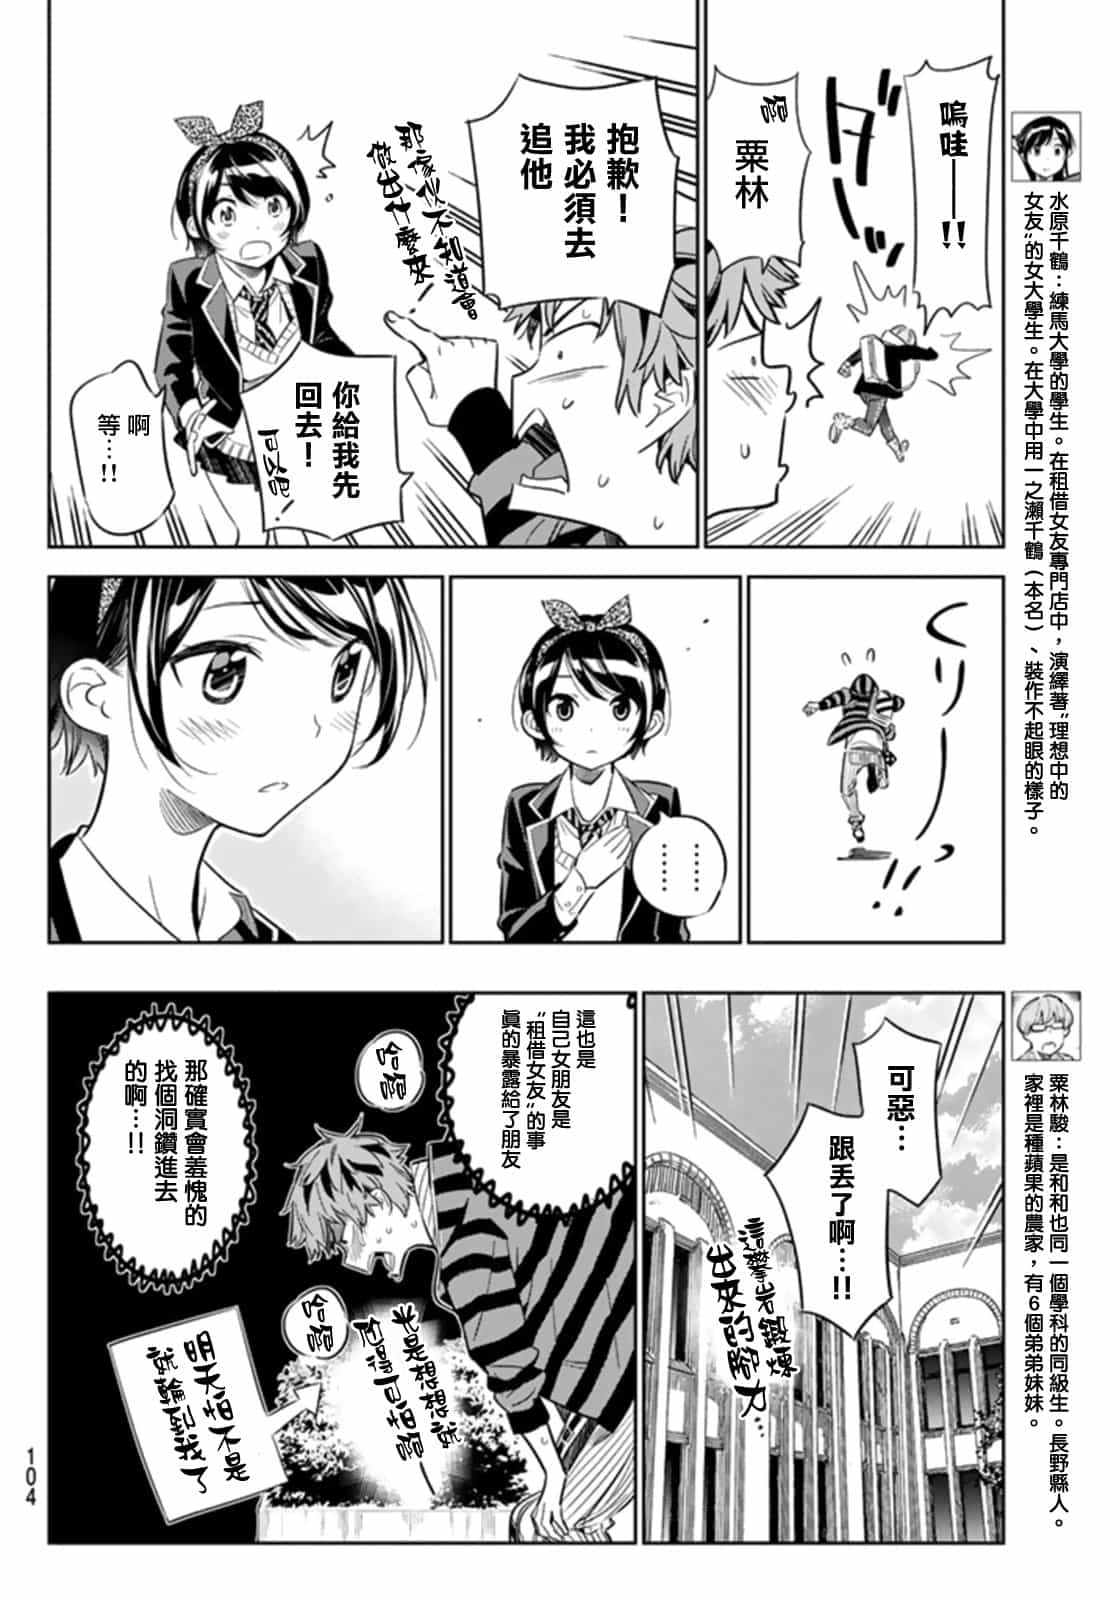 嗚哇——!!
啊
粟林
抱歉！
我必須去
追他
那傢伙不知道會
做出什麼來
你給我先
回去！
可以吧！
啊
等…!!
水原千鶴：練馬大學的學生。在租借女友專門店中，演繹著“理想中的
女友”的女大學生。在大學中用一之瀨千鶴（本名）、裝作不起眼的樣子。
……
……
可惡…
跟丟了啊…!!
這攀岩鍛煉
出來的腳力…
這也是
自己女朋友是
“租借女友”的事
真的暴露給了朋友
那確實會羞愧的
找個洞鑽進去
的啊…!!
哈啊
哈啊
光是想想就
尬得可怕啊
明天怕不是
就輪到我了
粟林駿：是和和也同一個學科的同級生。長野縣人。
家裡是種蘋果的農家，有6個弟弟妹妹。
104